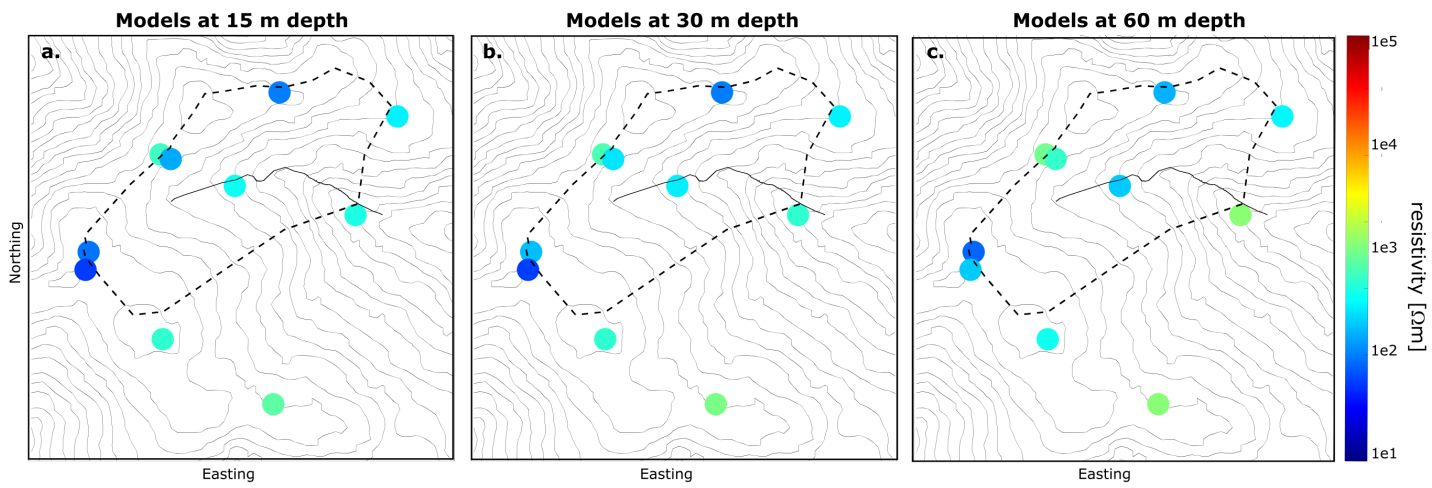 Models at 15 m depth
Models at 30 m depth
Models at 60 m depth
a.
b.
c.
1e5
1e4
1e3
1e2
1e1
resistivity [Ωm]
Northing
Easting
Easting
Easting